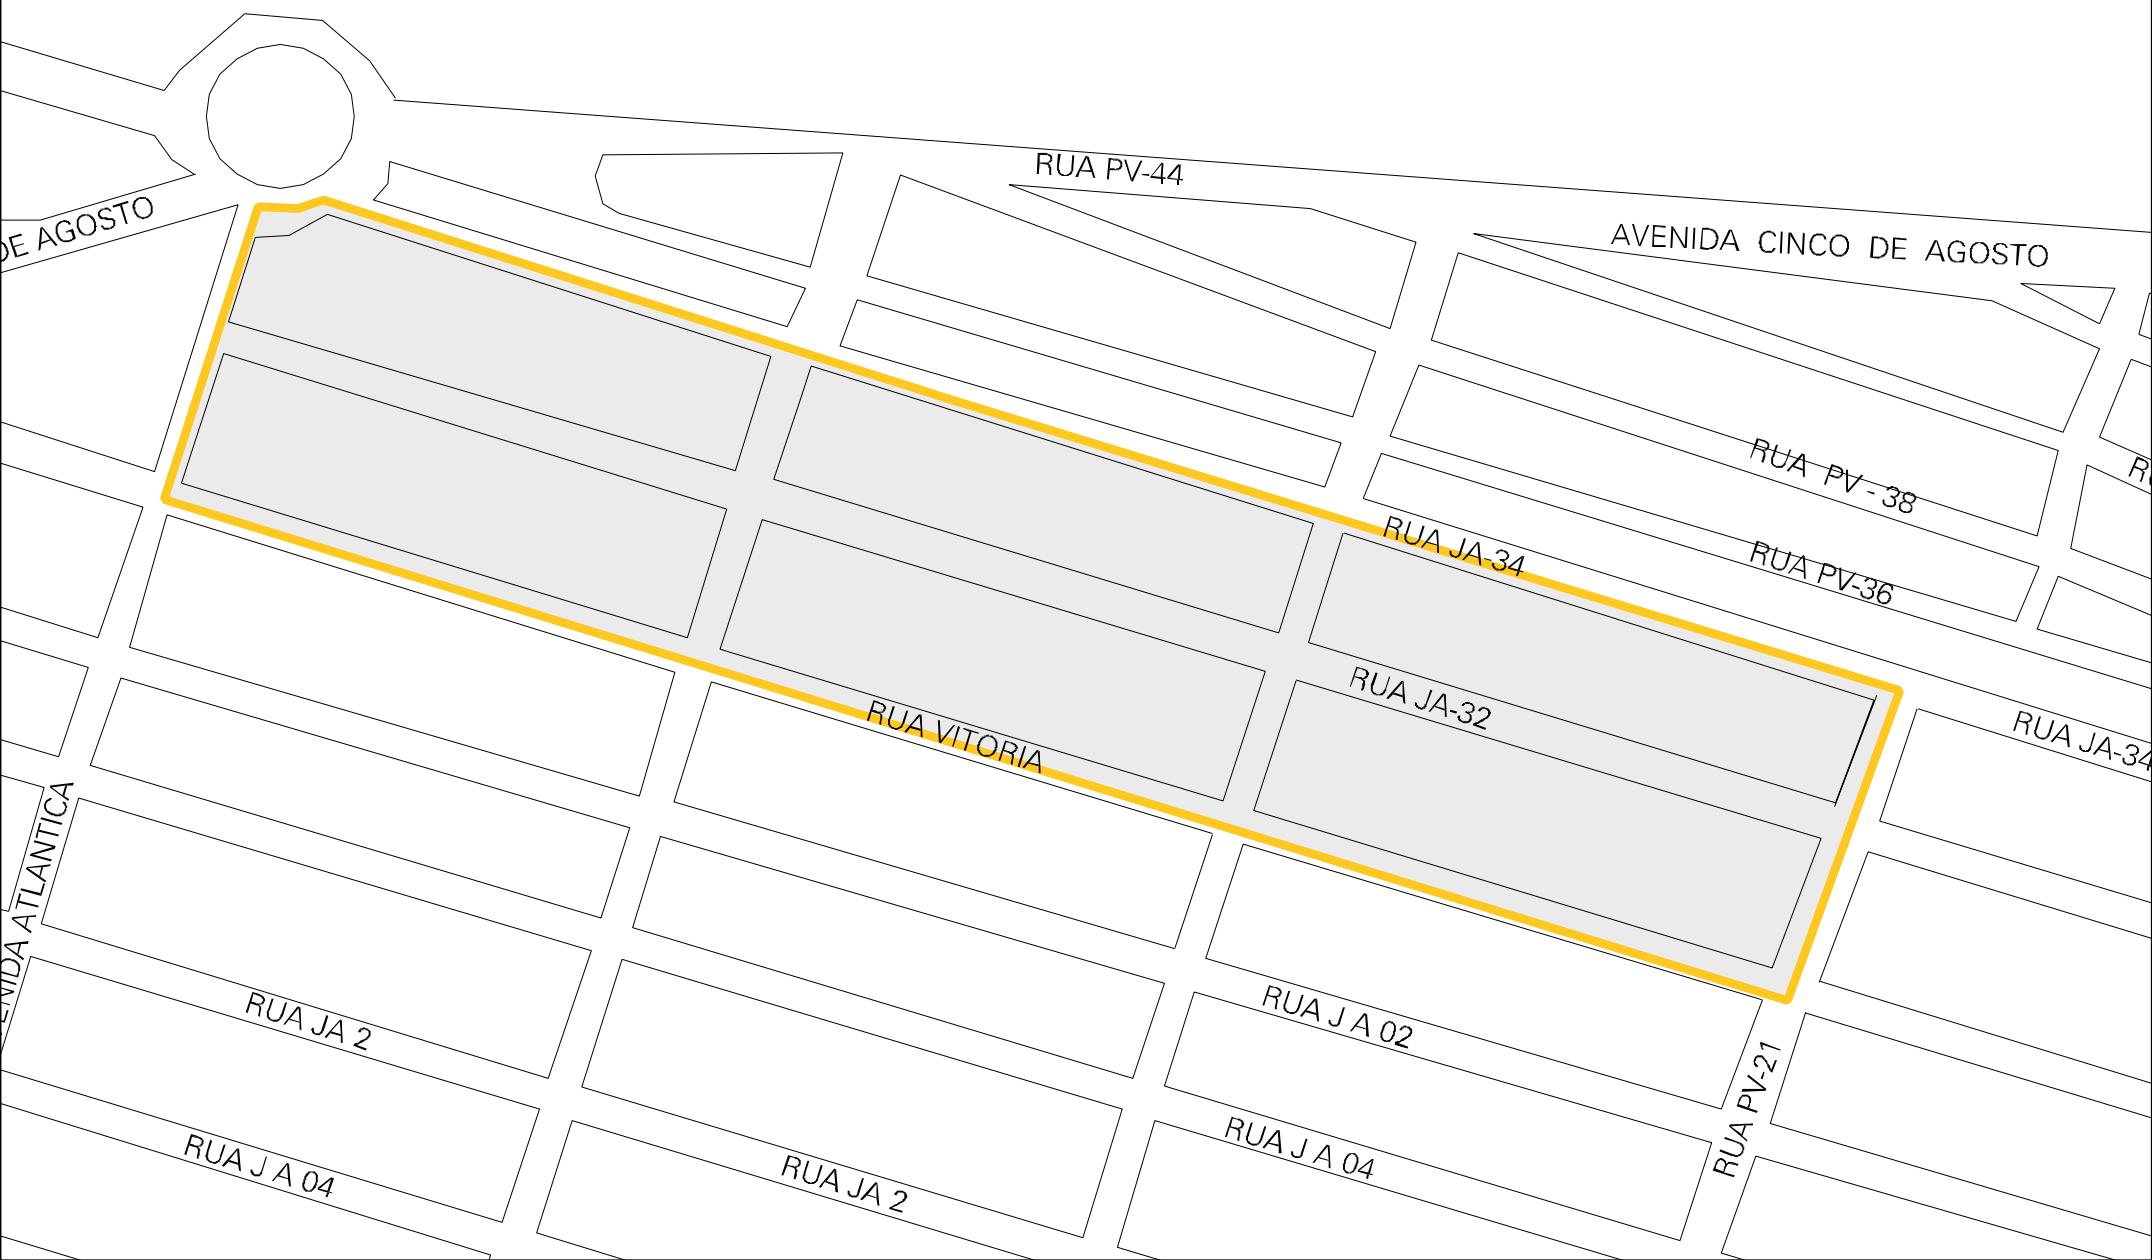 RUA PV-44
DE AGOSTO
AVENIDA CINCO DE AGOSTO
RUA PV - 38
RUA JA-34
RUA PV-36
RUA JA-32
RUA VITORIA
RUA JA-34
ENIDA ATLANTICA
RUA JA 2
RUA J A 02
RUA PV-21
RUA J A 04
RUA JA 2
RUA J A 04